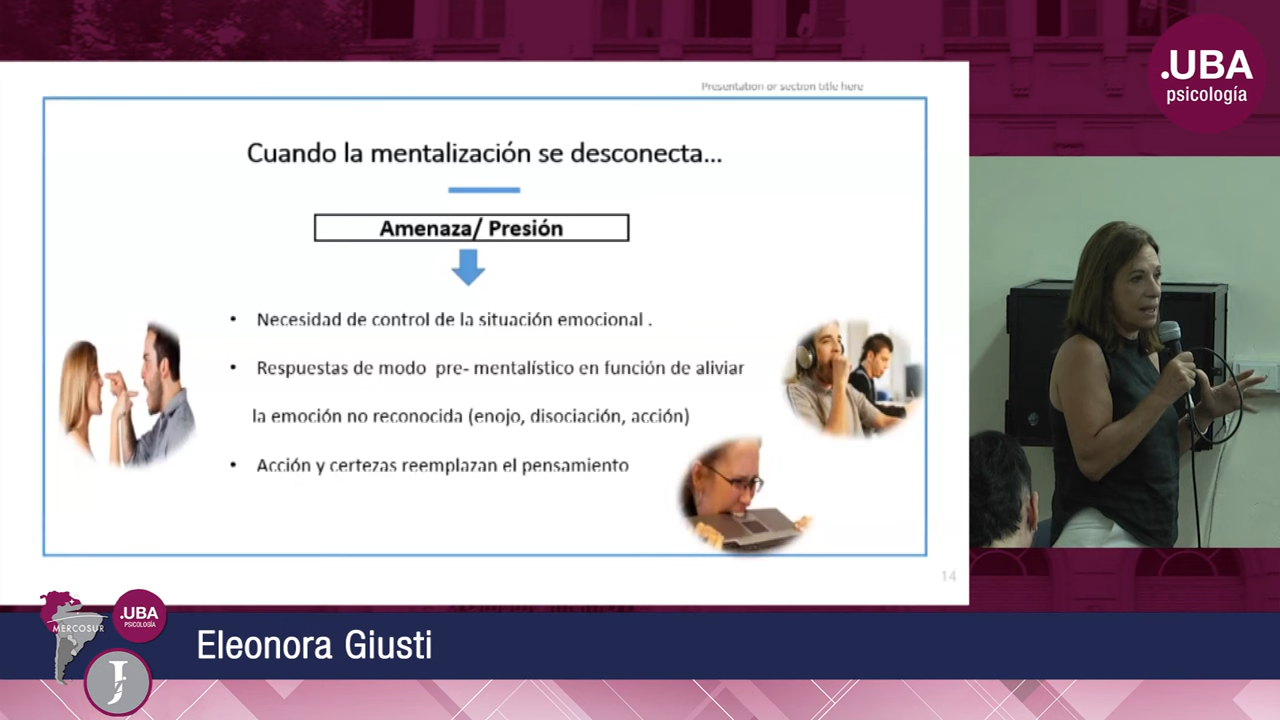 .UBA
psicología
Presentation or section title here
Cuando la mentalización se desconecta...
Amenaza/ Presión
• Necesidad de control de la situación emocional .
• Respuestas de modo pre- mentalístico en función de aliviar
la emoción no reconocida (enojo, disociación, acción)
• Acción y certezas reemplazan el pensamiento
14
MERCOSUR
.UBA
PSICOLOGÍA
J
Eleonora Giusti